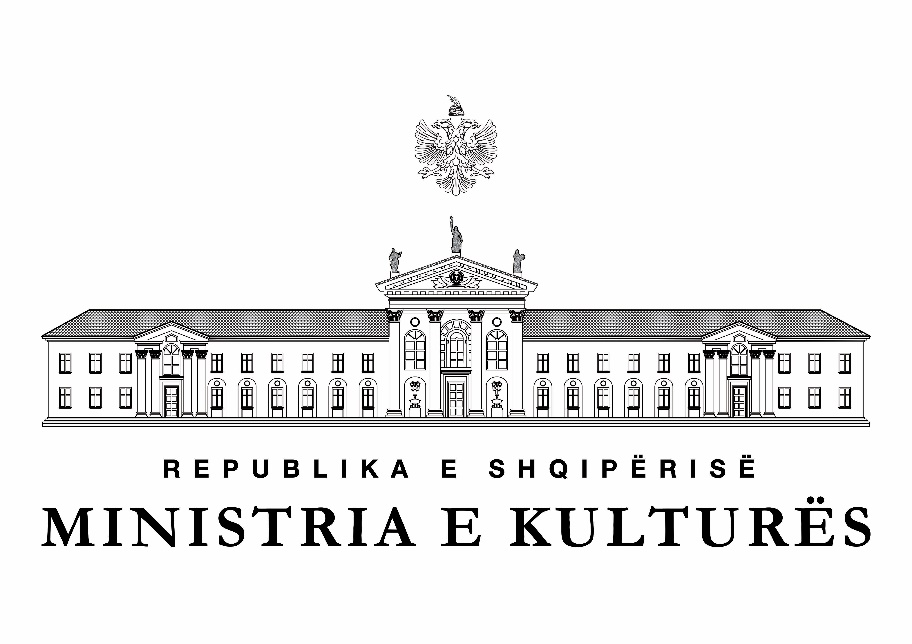 REPUBLIKA E SHQIPËRISË
MINISTRIA E KULTURËS